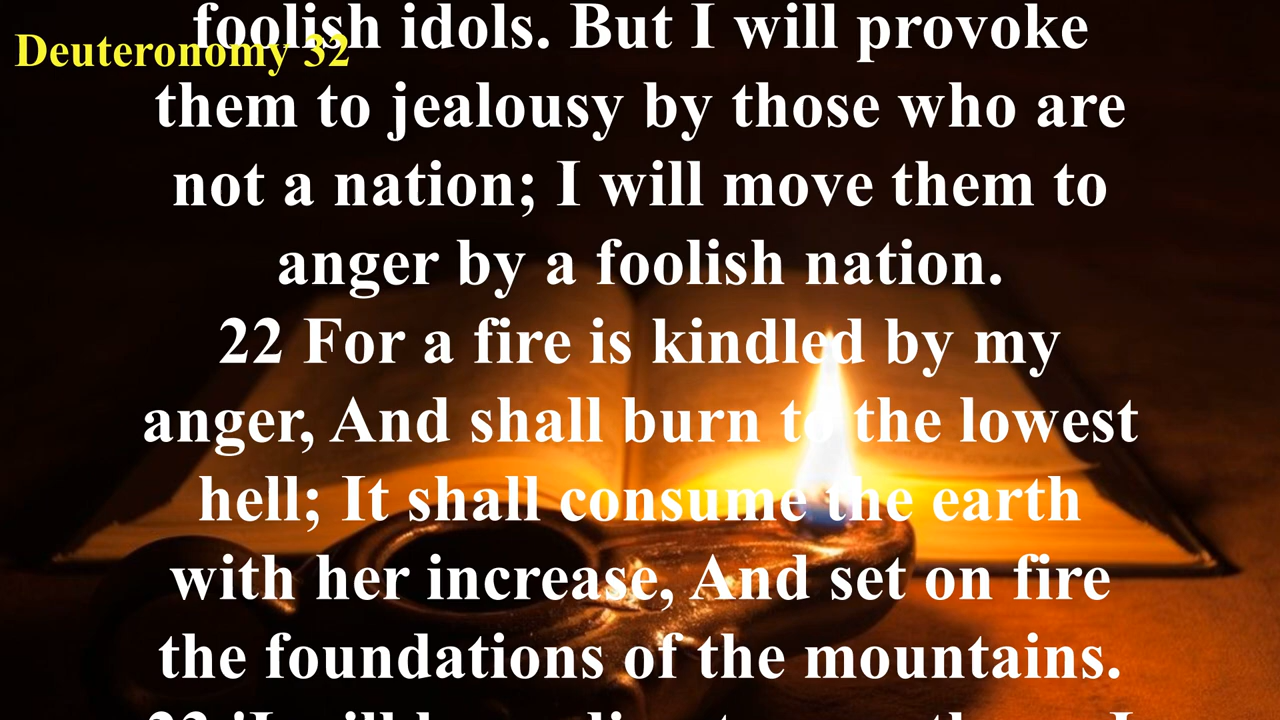 foolish idols. But I will provoke
Deuteronomy 32
them to jealousy by those who are
not a nation; I will move them to
anger by a foolish nation.
22 For a fire is kindled by my
anger, And shall burn to the lowest
hell; It shall consume the earth
with her increase, And set on fire
the foundations of the mountains.